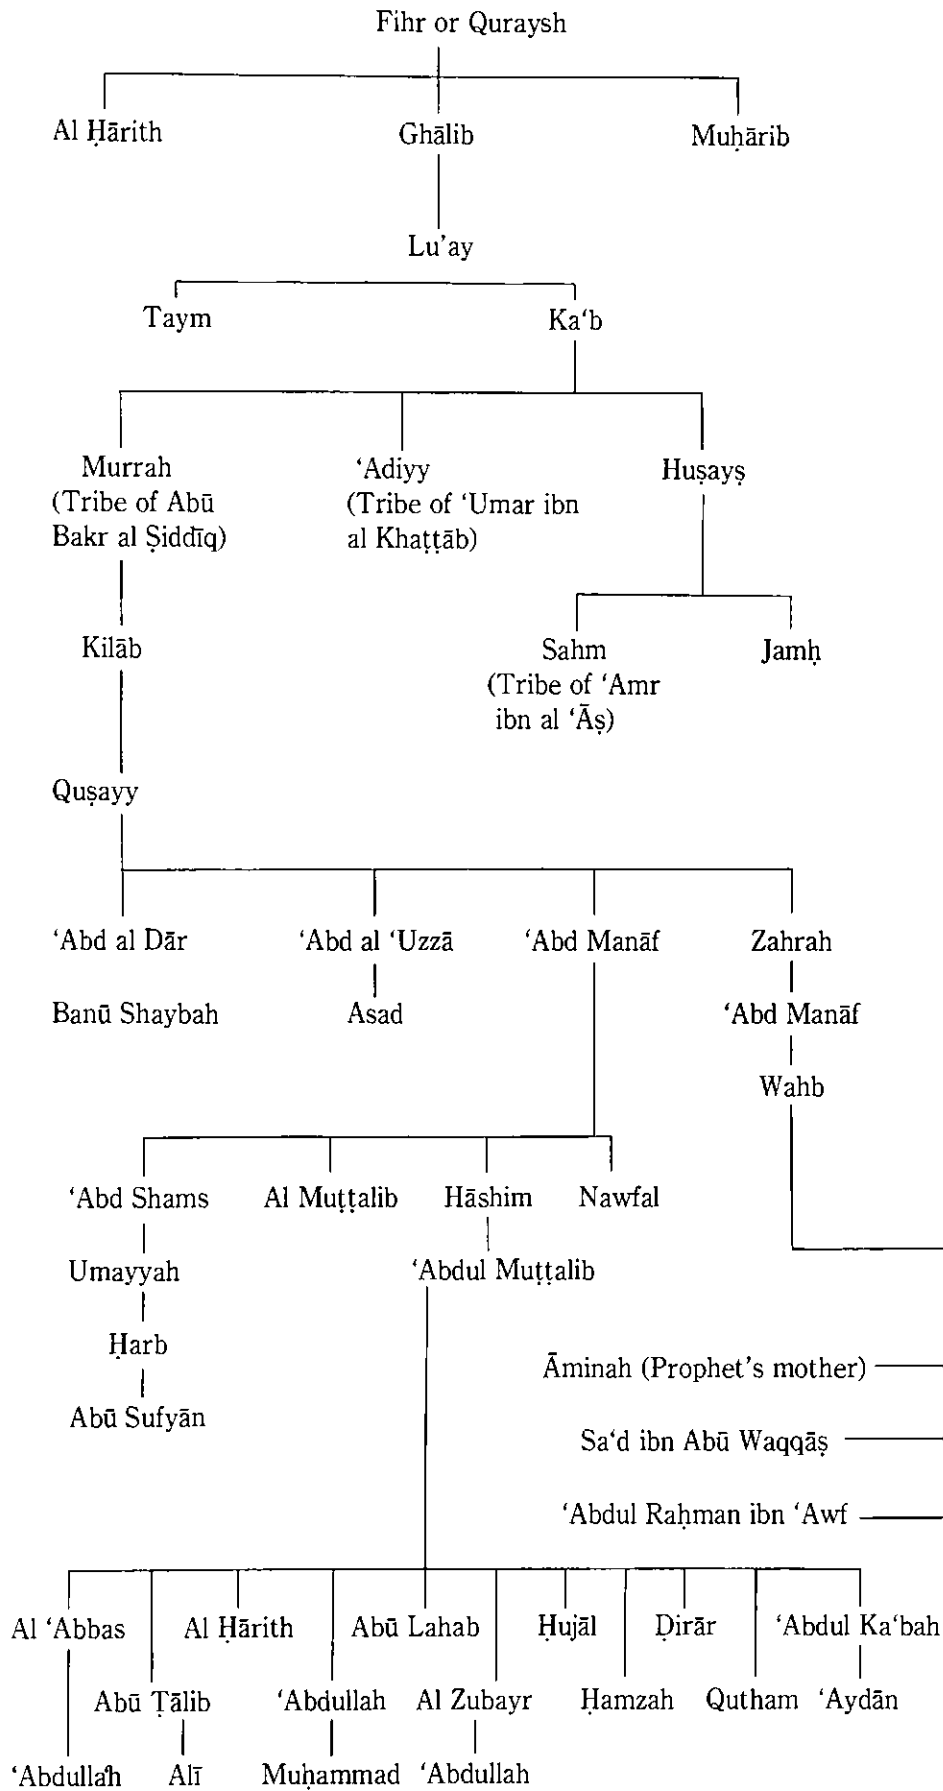 Fihr or Quraysh
Al Ḥārith Ghālib Muḥārib
Lu’ay
Taym Ka‘b
Murrah ‘Adiyy Huṣayṣ
(Tribe of Abū (Tribe of ‘Umar ibn
Bakr al Ṣiddīq) al Khaṭṭāb)
Kilāb Sahm Jamḥ
(Tribe of ‘Amr
ibn al ‘Āṣ)
Quṣayy
‘Abd al Dār ‘Abd al ‘Uzzā ‘Abd Manāf Zahrah
Banū Shaybah Asad ‘Abd Manāf
Wahb
‘Abd Shams Al Muṭṭalib Hāshim Nawfal
Umayyah ‘Abdul Muṭṭalib
Ḥarb
Āminah (Prophet’s mother)
Abū Sufyān
Sa‘d ibn Abū Waqqāṣ
‘Abdul Raḥman ibn ‘Awf
Al ‘Abbas Al Ḥārith Abū Lahab Ḥujāl Ḍirār ‘Abdul Ka‘bah
Abū Ṭālib ‘Abdullah Al Zubayr Ḥamzah Qutham ‘Aydān
‘Abdullah Alī Muḥammad ‘Abdullah